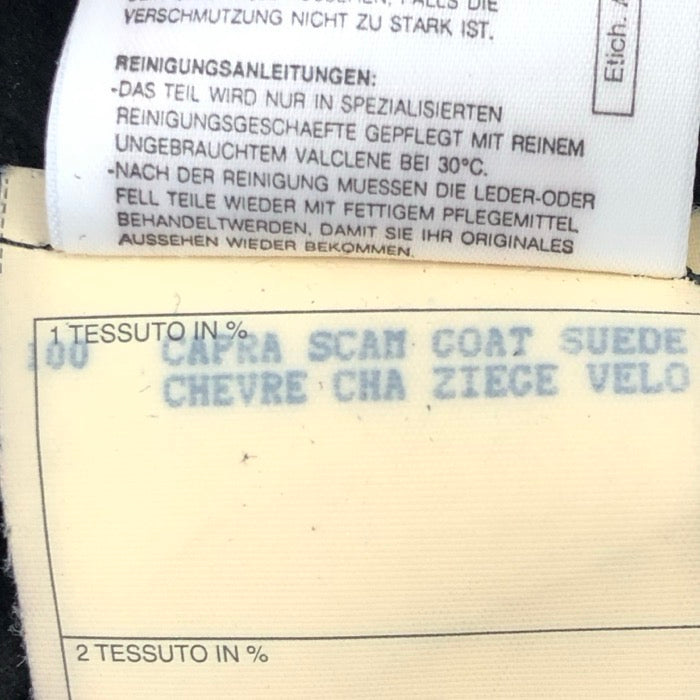 FALLS DIE
VERSCHMUTZUNG NICHT ZU STARK IST.
REINIGUNGSANLEITUNGEN:
-DAS TEIL WIRD NUR IN SPEZIALISIERTEN
REINIGUNGSGESCHAEFTE GEPFLEGT MIT REINEM
UNGEBRAUCHTEM VALCLENE BEI 30°C.
-NACH DER REINIGUNG MUESSEN DIE LEDER-ODER
FELL TEILE WIEDER MIT FETTIGEM PFLEGEMITTEL
BEHANDELTWERDEN, DAMIT SIE IHR ORIGINALES
AUSSEHEN WIEDER BEKOMMEN.
Etich.
1 TESSUTO IN %
100 CAPRA SCAM GOAT SUEDE
CHEVRE CHA ZIEGE VELO
2 TESSUTO IN %